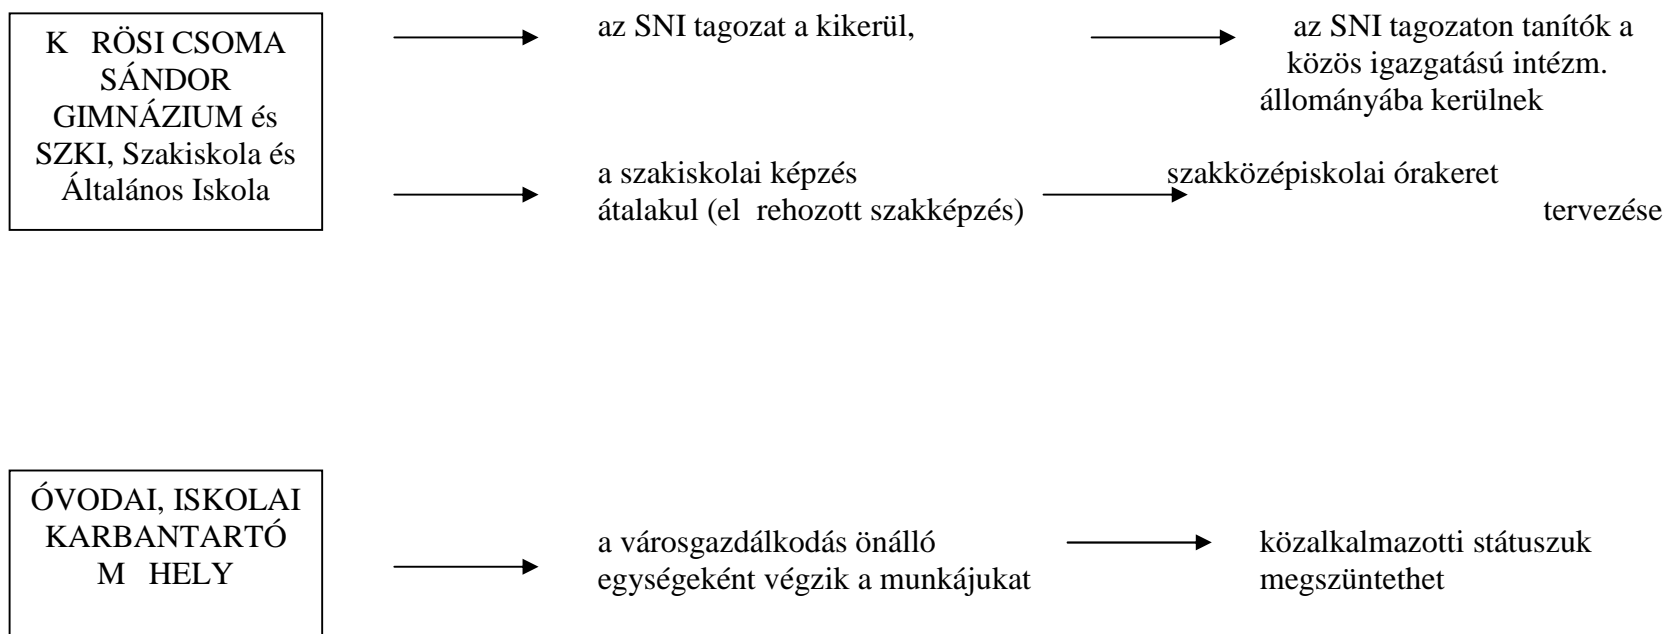 K RÖSI CSOMA
SÁNDOR
GIMNÁZIUM és
SZKI, Szakiskola és
Általános Iskola
az SNI tagozat a kikerül,
az SNI tagozaton tanítók a
közös igazgatású intézm.
állományába kerülnek
a szakiskolai képzés
átalakul (el rehozott szakképzés)
szakközépiskolai órakeret
tervezése
ÓVODAI, ISKOLAI
KARBANTARTÓ
M HELY
a városgazdálkodás önálló
egységeként végzik a munkájukat
közalkalmazotti státuszuk
megszüntethet